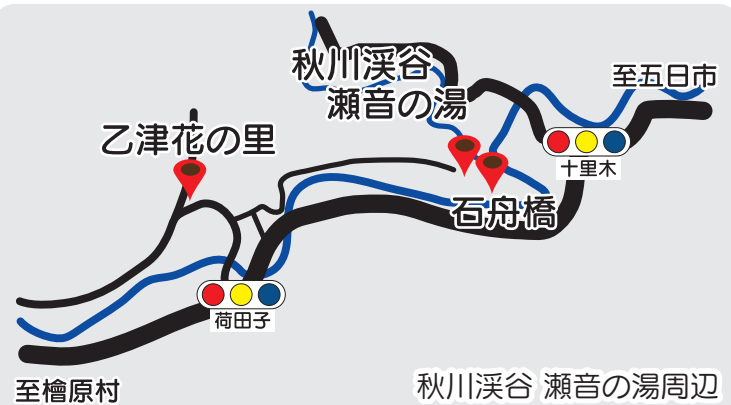 秋川渓谷
瀬音の湯
至五日市
乙津花の里
十里木
石舟橋
荷田子
至檜原村
秋川渓谷 瀬音の湯周辺